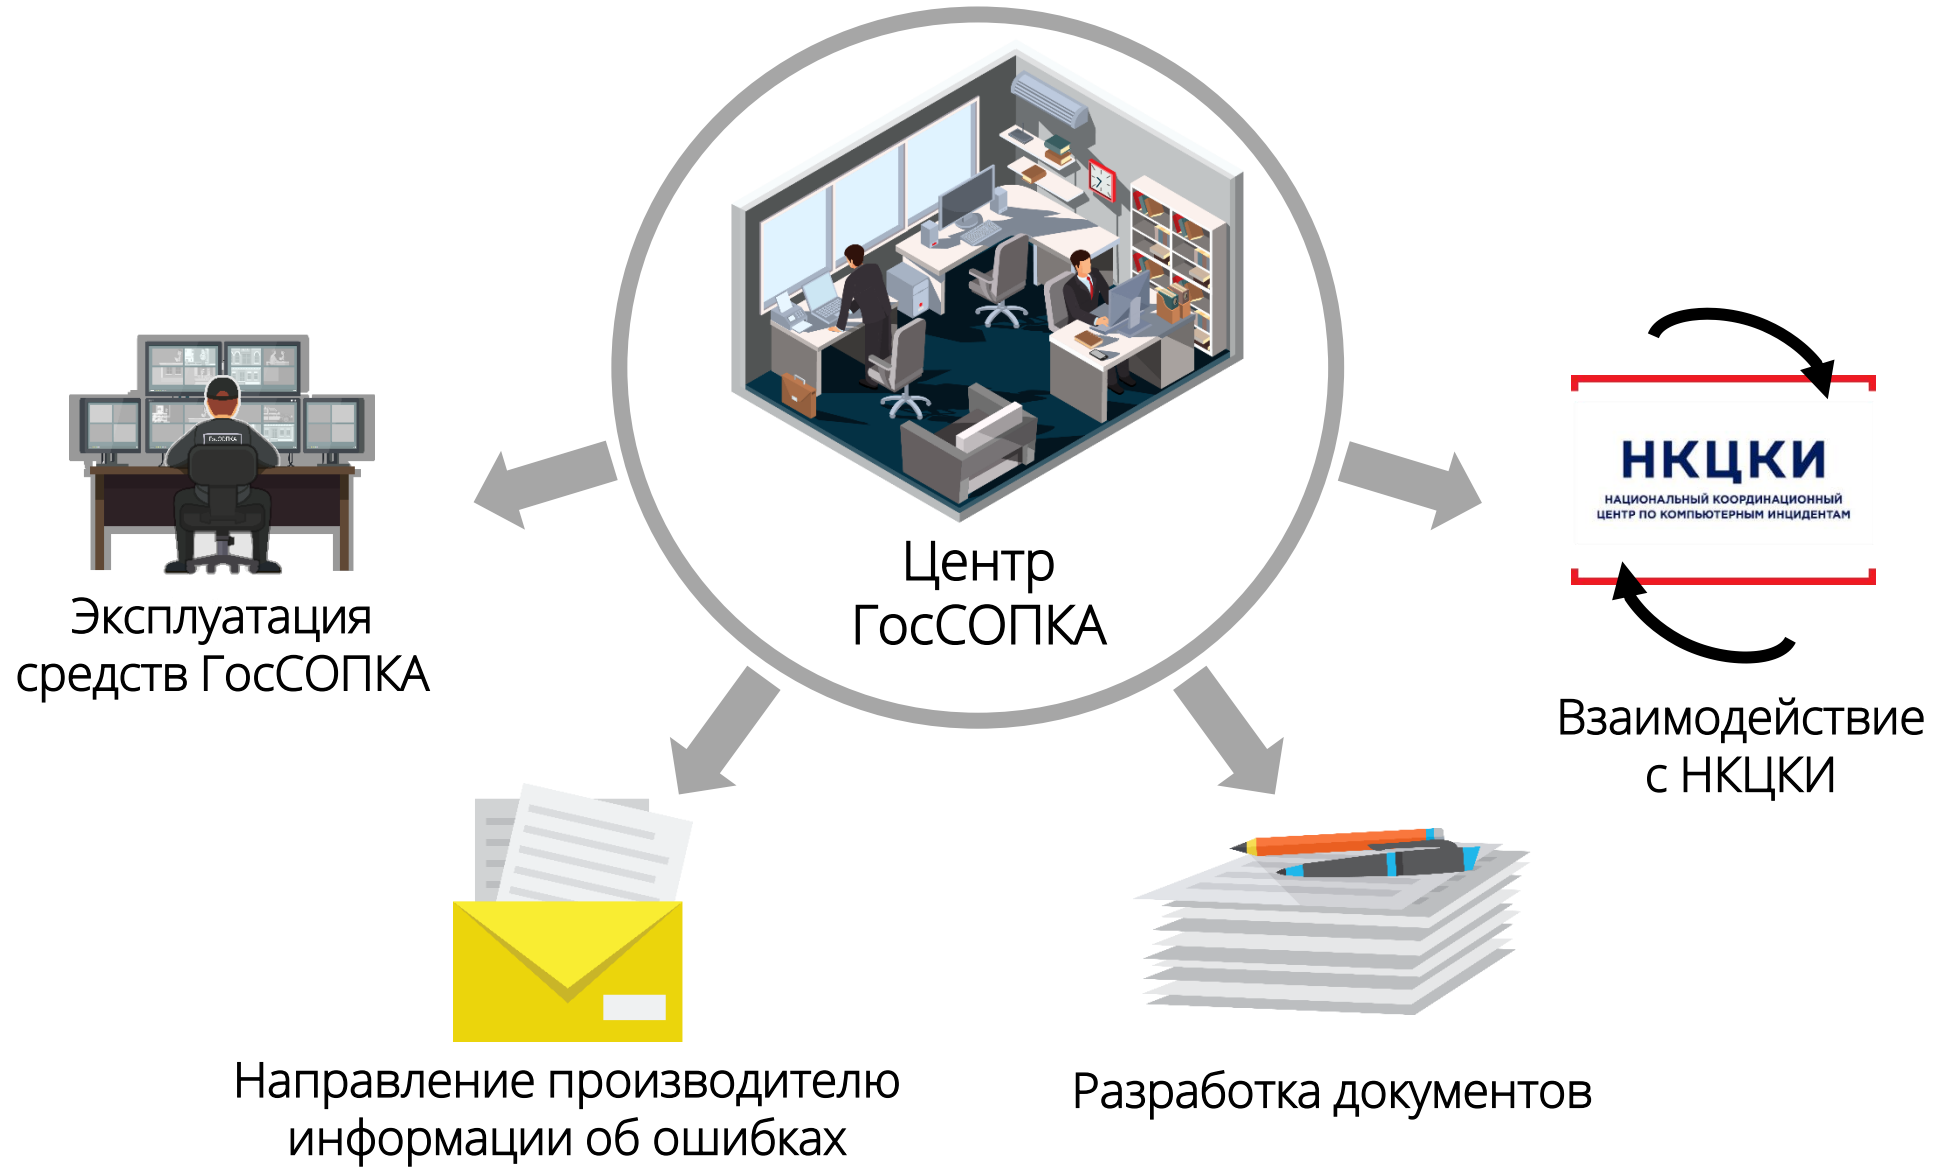 Центр
ГосСОПКА
ГосСОПКА
Эксплуатация
средств ГосСОПКА
НКЦКИ
НАЦИОНАЛЬНЫЙ КООРДИНАЦИОННЫЙ
ЦЕНТР ПО КОМПЬЮТЕРНЫМ ИНЦИДЕНТАМ
Взаимодействие
с НКЦКИ
Направление производителю
информации об ошибках
Разработка документов